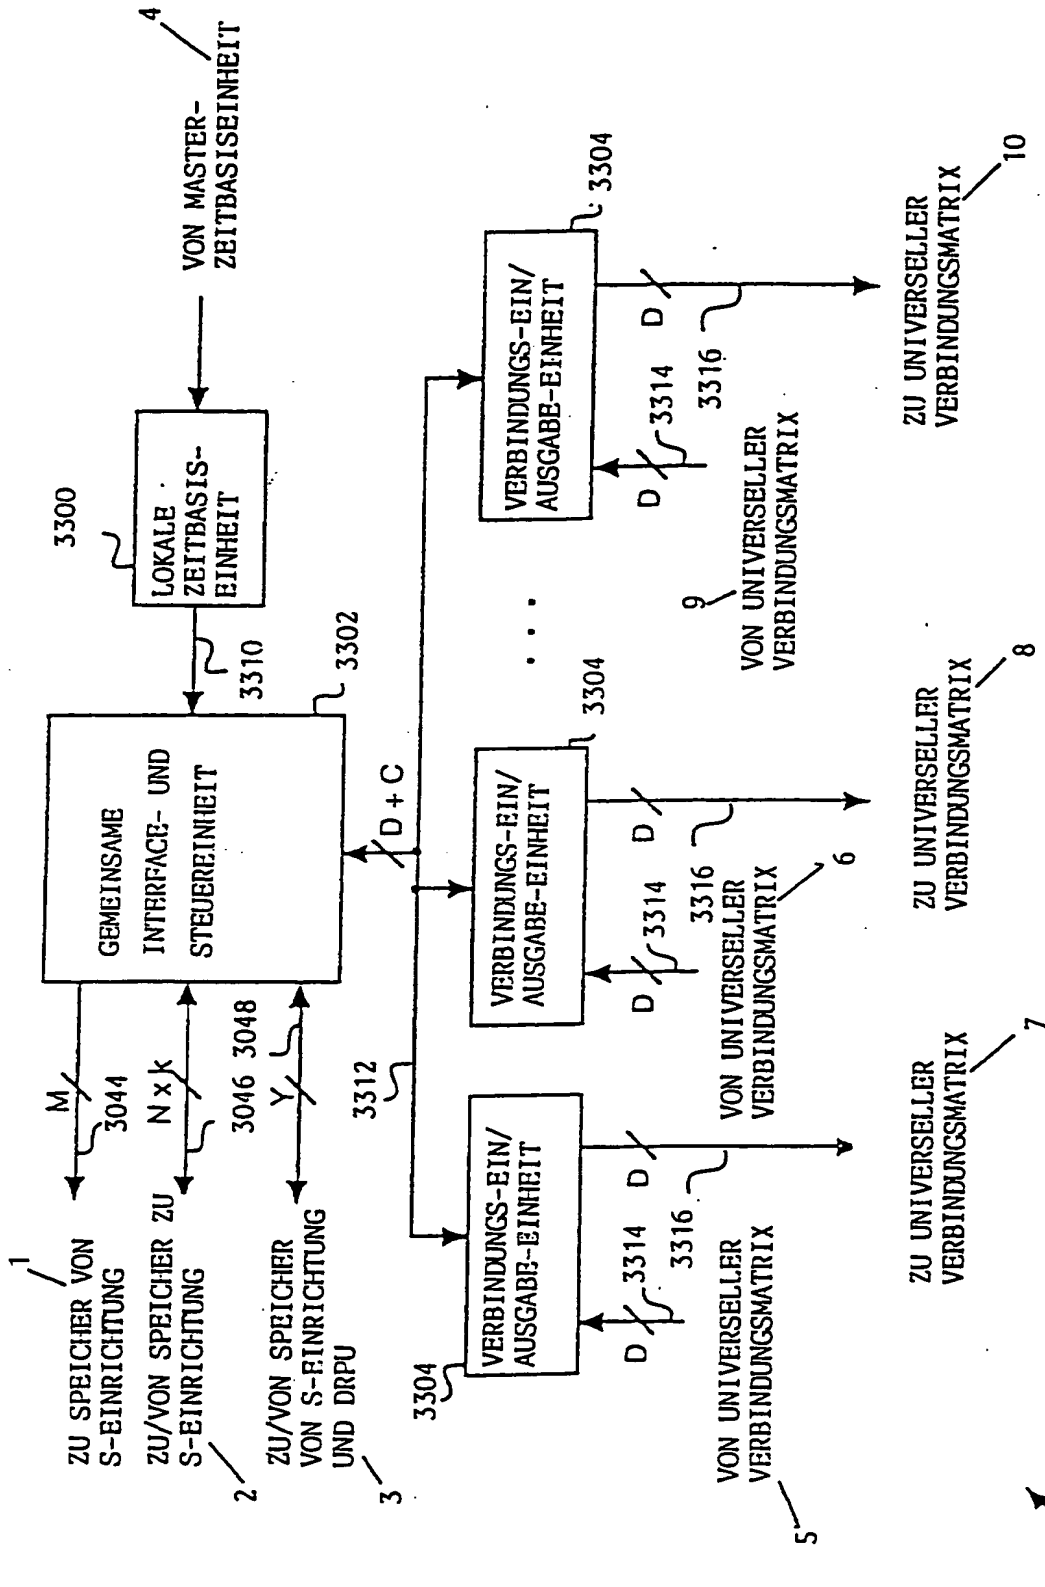 1
ZU SPEICHER VON
S-EINRICHTUNG
ZU/VON SPEICHER ZU
S-EINRICHTUNG
2
ZU/VON SPEICHER
VON S-EINRICHTUNG
UND DRPU
3
M
3044
N x k
3046
Y
3048
GEMEINSAME
INTERFACE- UND
STEUEREINHEIT
3302
3310
3300
LOKALE
ZEITBASIS-
EINHEIT
VON MASTER-
ZEITBASISEINHEIT
4
3312
D + C
3304
VERBINDUNGS-EIN/
AUSGABE-EINHEIT
D
3314
D
3316
VON UNIVERSELLER
VERBINDUNGSMATRIX
5
ZU UNIVERSELLER
VERBINDUNGSMATRIX
7
VERBINDUNGS-EIN/
AUSGABE-EINHEIT
3304
D
3314
D
3316
VON UNIVERSELLER
VERBINDUNGSMATRIX
6
ZU UNIVERSELLER
VERBINDUNGSMATRIX
8
...
VERBINDUNGS-EIN/
AUSGABE-EINHEIT
3304
D
3314
D
3316
9
VON UNIVERSELLER
VERBINDUNGSMATRIX
ZU UNIVERSELLER
VERBINDUNGSMATRIX
10